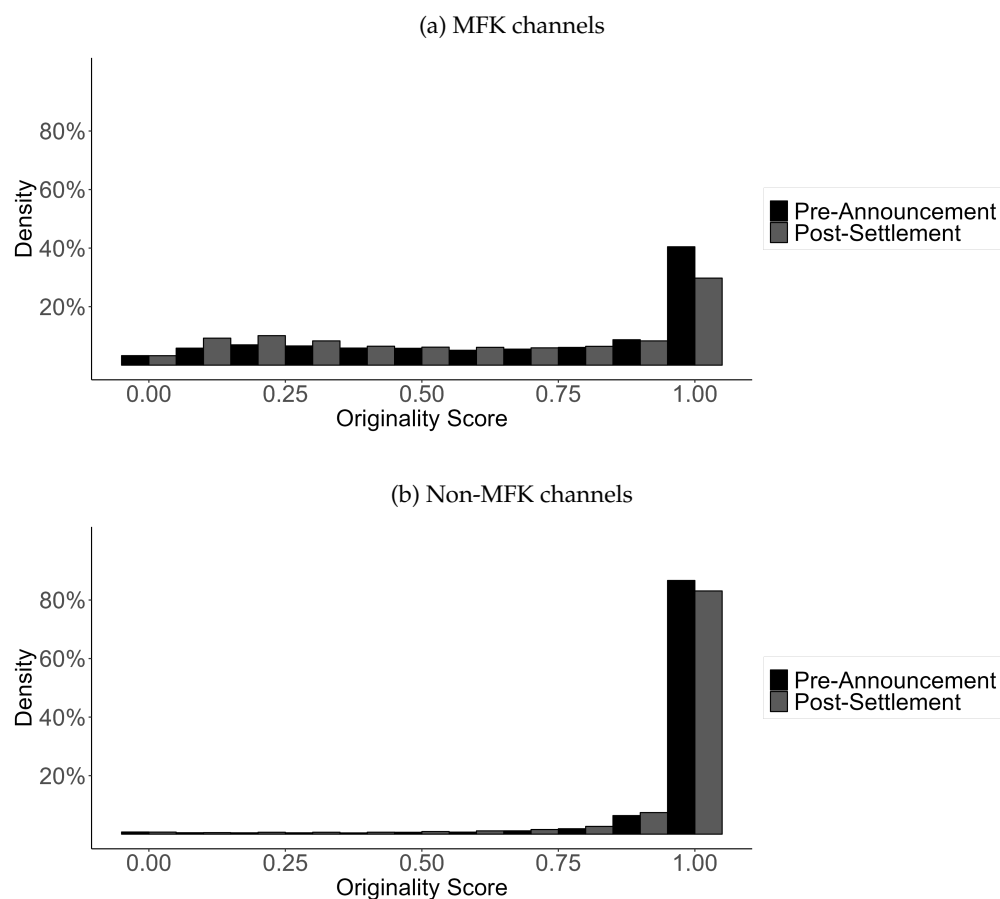 (a) MFK channels
80%
60%
40%
20%
Density
Pre-Announcement
Post-Settlement
0.00 0.25 0.50 0.75 1.00
Originality Score
(b) Non-MFK channels
80%
60%
40%
20%
Density
Pre-Announcement
Post-Settlement
0.00 0.25 0.50 0.75 1.00
Originality Score